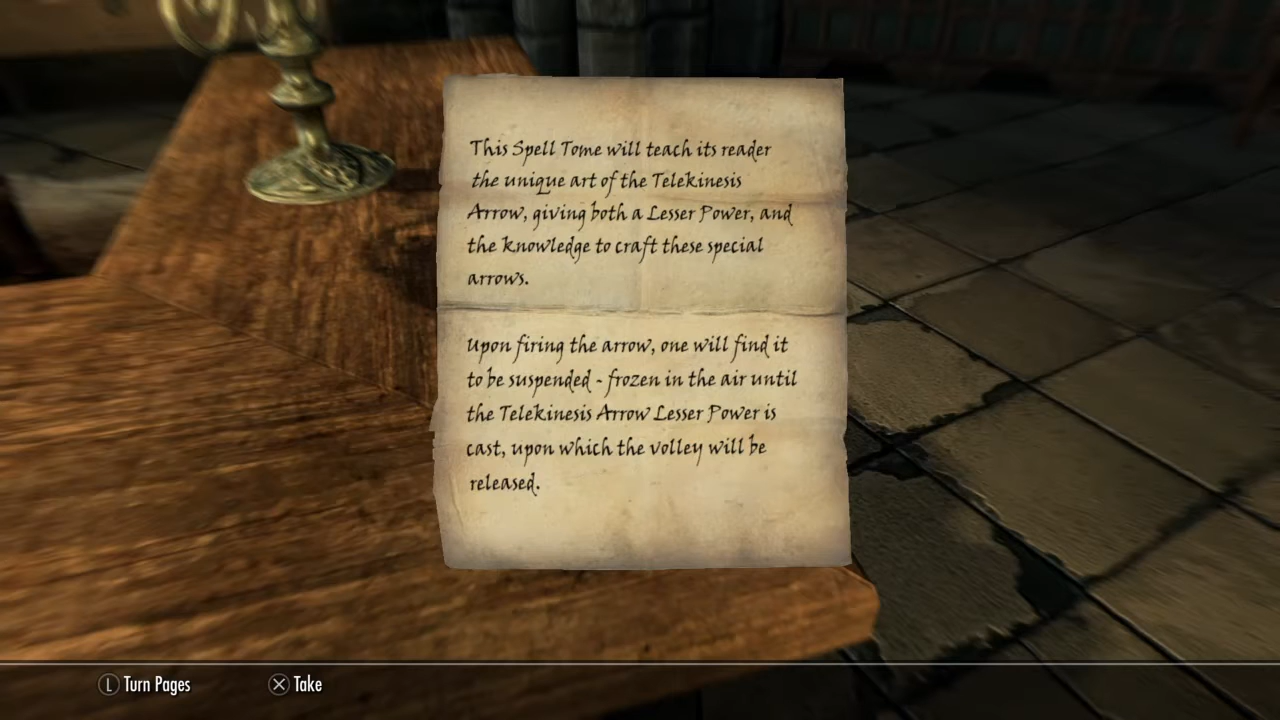 This Spell Tome will teach its reader
the unique art of the Telekinesis
Arrow, giving both a Lesser Power, and
the knowledge to craft these special
arrows.
Upon firing the arrow, one will find it
to be suspended - frozen in the air until
the Telekinesis Arrow Lesser Power is
cast, upon which the volley will be
released.
L Turn Pages
X Take